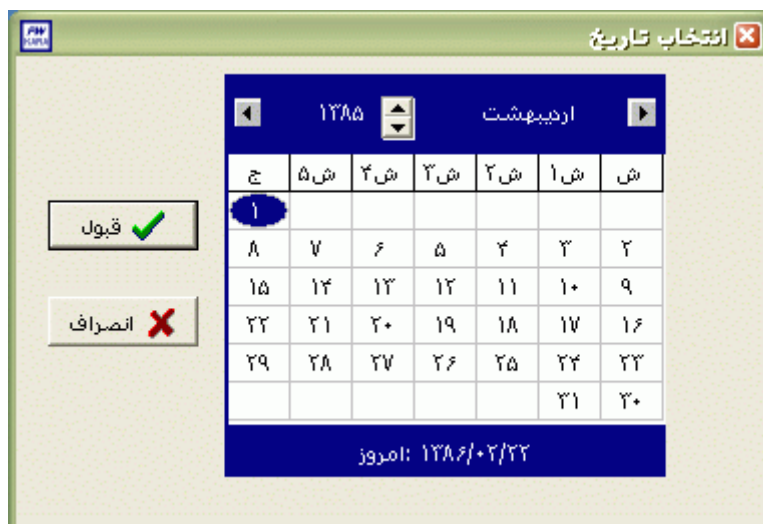 انتخاب تاریخ
اردیبهشت ۱۳۸۵
ش ش۱ ش۲ ش۳ ش۴ ش۵ ج
۱
۲ ۳ ۴ ۵ ۶ ۷ ۸
۹ ۱۰ ۱۱ ۱۲ ۱۳ ۱۴ ۱۵
۱۶ ۱۷ ۱۸ ۱۹ ۲۰ ۲۱ ۲۲
۲۳ ۲۴ ۲۵ ۲۶ ۲۷ ۲۸ ۲۹
۳۰ ۳۱
۱۳۸۶/۰۲/۲۲ :امروز
قبول
انصراف